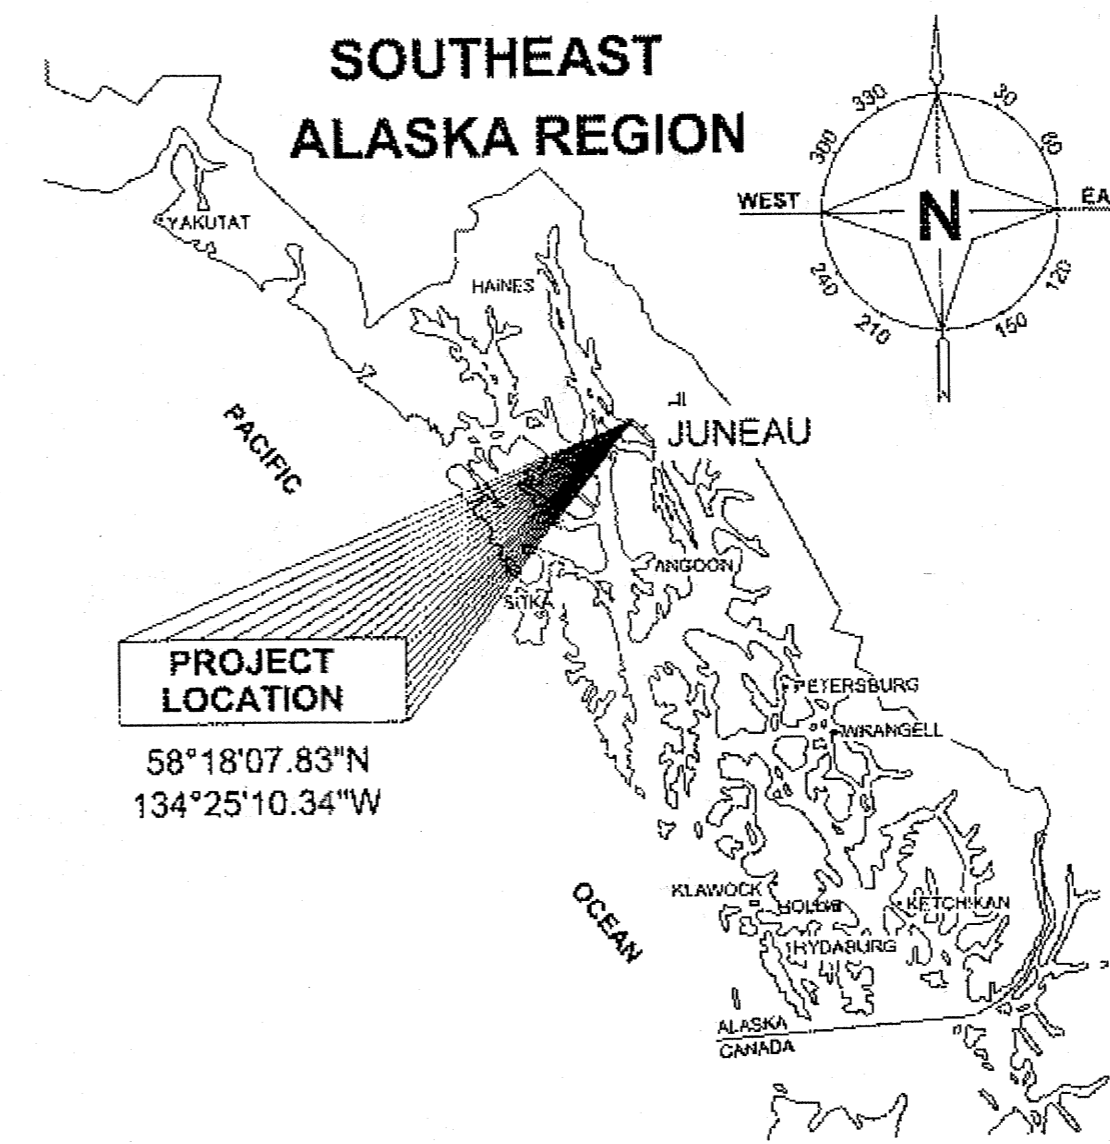 SOUTHEAST
ALASKA REGION
330
30
300
60
WEST
EA
N
240
120
210
150
YAKUTAT
HAINES
JUNEAU
PACIFIC
ANGOON
SITKA
PROJECT
LOCATION
58°18'07.83"N
134°25'10.34"W
PETERSBURG
WRANGELL
OCEAN
KLAWOCK
KETCHIKAN
HYDABURG
ALASKA
CANADA